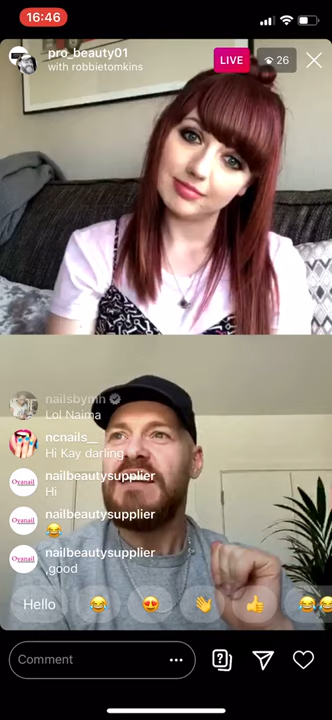 16:46
pro_beauty01
with robbietomkins
LIVE
26
nailsbymh
Lol Naima
ncnails__
Hi Kay darling
nailbeautysupplier
Hi
nailbeautysupplier
😂
nailbeautysupplier
,good
Hello 😂 😍 👋 👍 😂😂
Comment